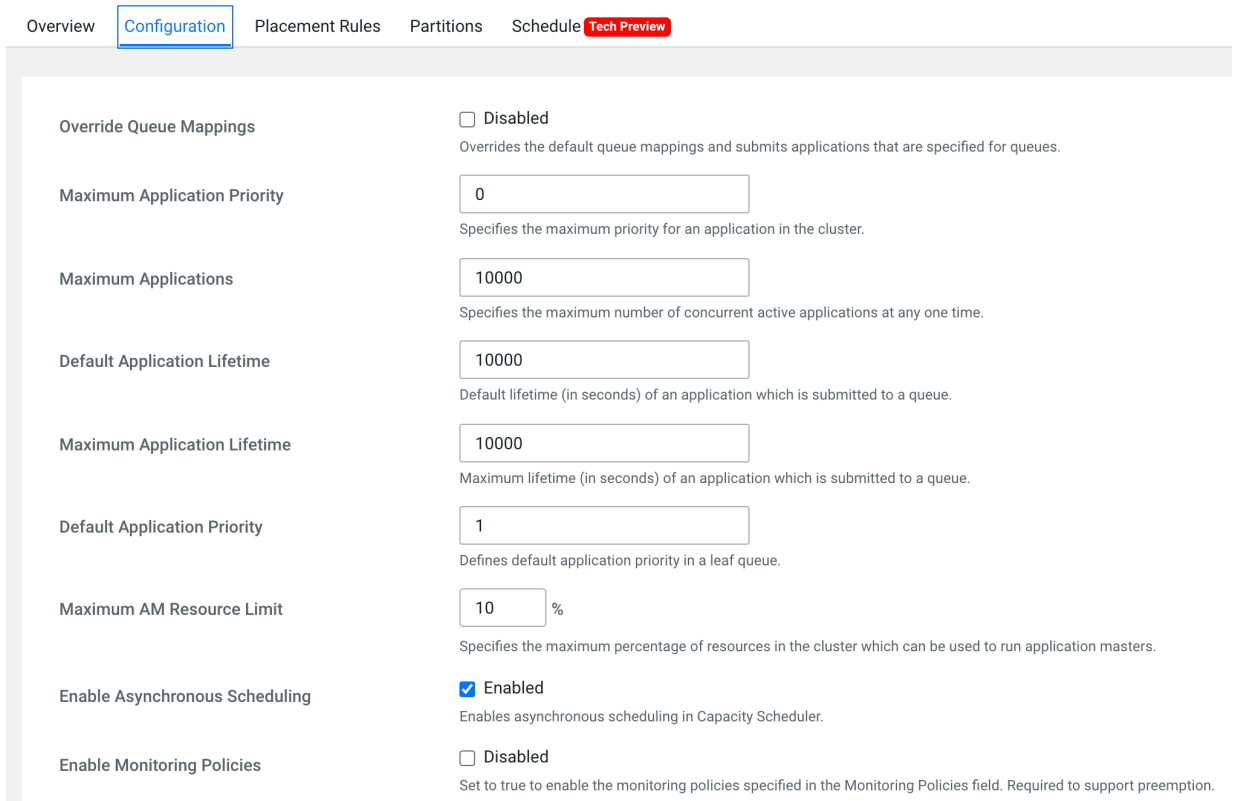 Overview Configuration Placement Rules Partitions Schedule Tech Preview
Override Queue Mappings Disabled
Overrides the default queue mappings and submits applications that are specified for queues.
Maximum Application Priority 0
Specifies the maximum priority for an application in the cluster.
Maximum Applications 10000
Specifies the maximum number of concurrent active applications at any one time.
Default Application Lifetime 10000
Default lifetime (in seconds) of an application which is submitted to a queue.
Maximum Application Lifetime 10000
Maximum lifetime (in seconds) of an application which is submitted to a queue.
Default Application Priority 1
Defines default application priority in a leaf queue.
Maximum AM Resource Limit 10 %
Specifies the maximum percentage of resources in the cluster which can be used to run application masters.
Enable Asynchronous Scheduling Enabled
Enables asynchronous scheduling in Capacity Scheduler.
Enable Monitoring Policies Disabled
Set to true to enable the monitoring policies specified in the Monitoring Policies field. Required to support preemption.